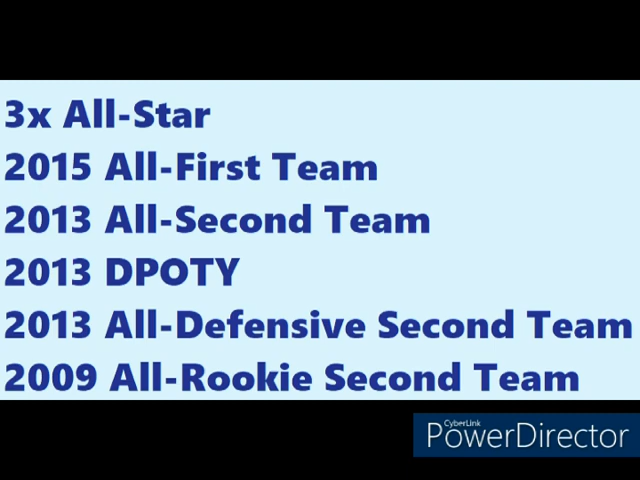 3x All-Star
2015 All-First Team
2013 All-Second Team
2013 DPOTY
2013 All-Defensive Second Team
2009 All-Rookie Second Team
CyberLink
PowerDirector